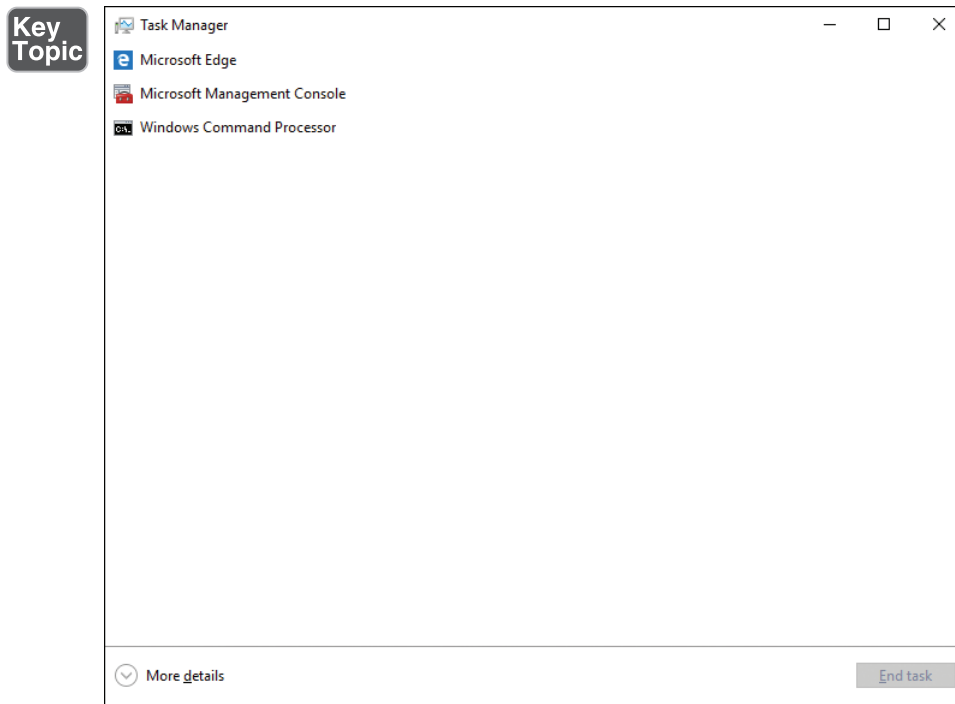 Key
Topic
Task Manager
Microsoft Edge
Microsoft Management Console
C:\.
Windows Command Processor
More details
End task